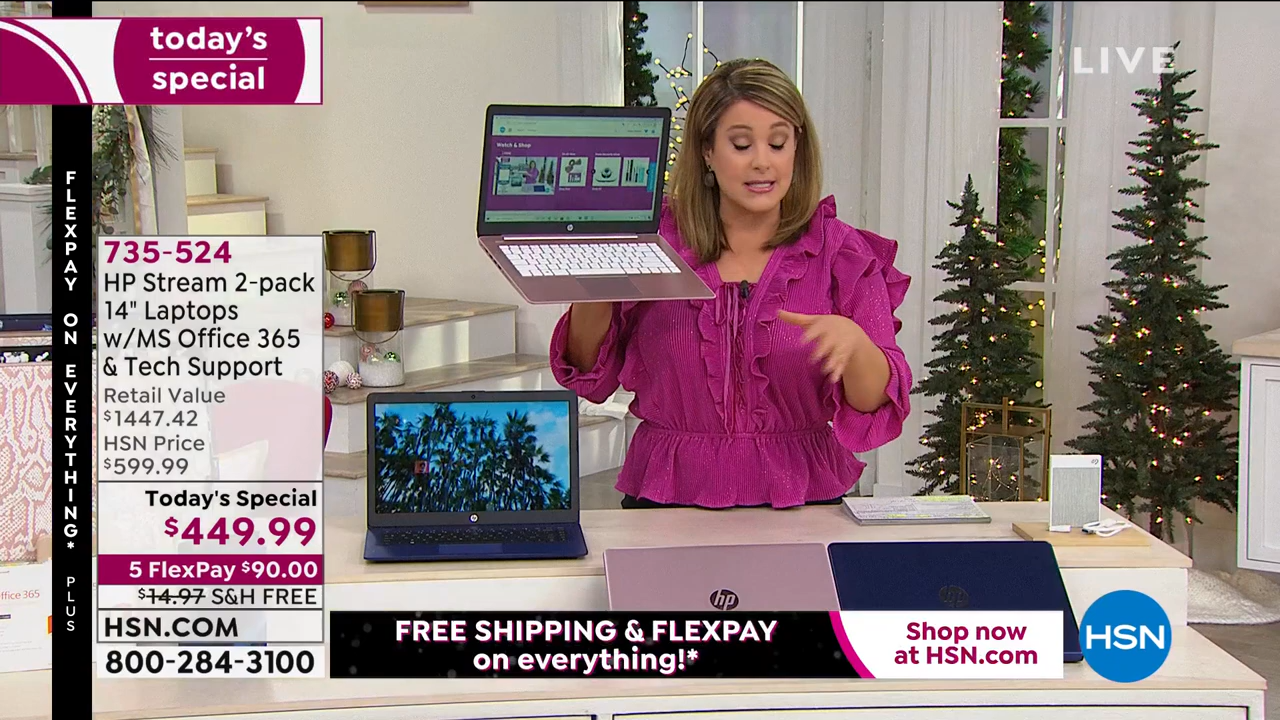 today's
special
LIVE
FLEXPAY ON EVERYTHING* PLUS
735-524
HP Stream 2-pack
14" Laptops
w/MS Office 365
& Tech Support
Retail Value
$1447.42
HSN Price
$599.99
Today's Special
$449.99
5 FlexPay $90.00
$14.97 S&H FREE
HSN.COM
800-284-3100
Watch & Shop
hp
ffice 365
FREE SHIPPING & FLEXPAY
on everything!*
Shop now
at HSN.com
HSN